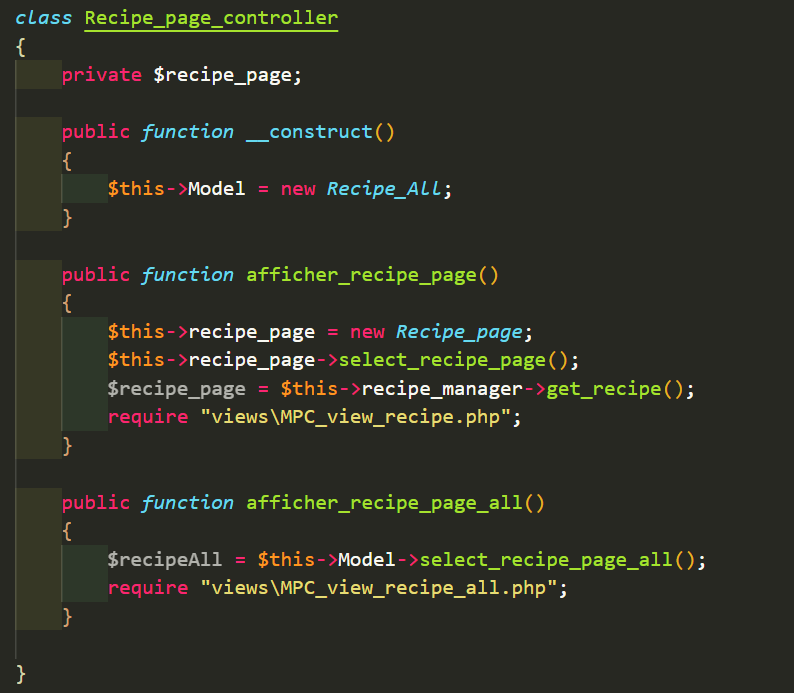 class Recipe_page_controller
{
    private $recipe_page;

    public function __construct()
    {
        $this->Model = new Recipe_All;
    }

    public function afficher_recipe_page()
    {
        $this->recipe_page = new Recipe_page;
        $this->recipe_page->select_recipe_page();
        $recipe_page = $this->recipe_manager->get_recipe();
        require "views\MPC_view_recipe.php";
    }

    public function afficher_recipe_page_all()
    {
        $recipeAll = $this->Model->select_recipe_page_all();
        require "views\MPC_view_recipe_all.php";
    }

}